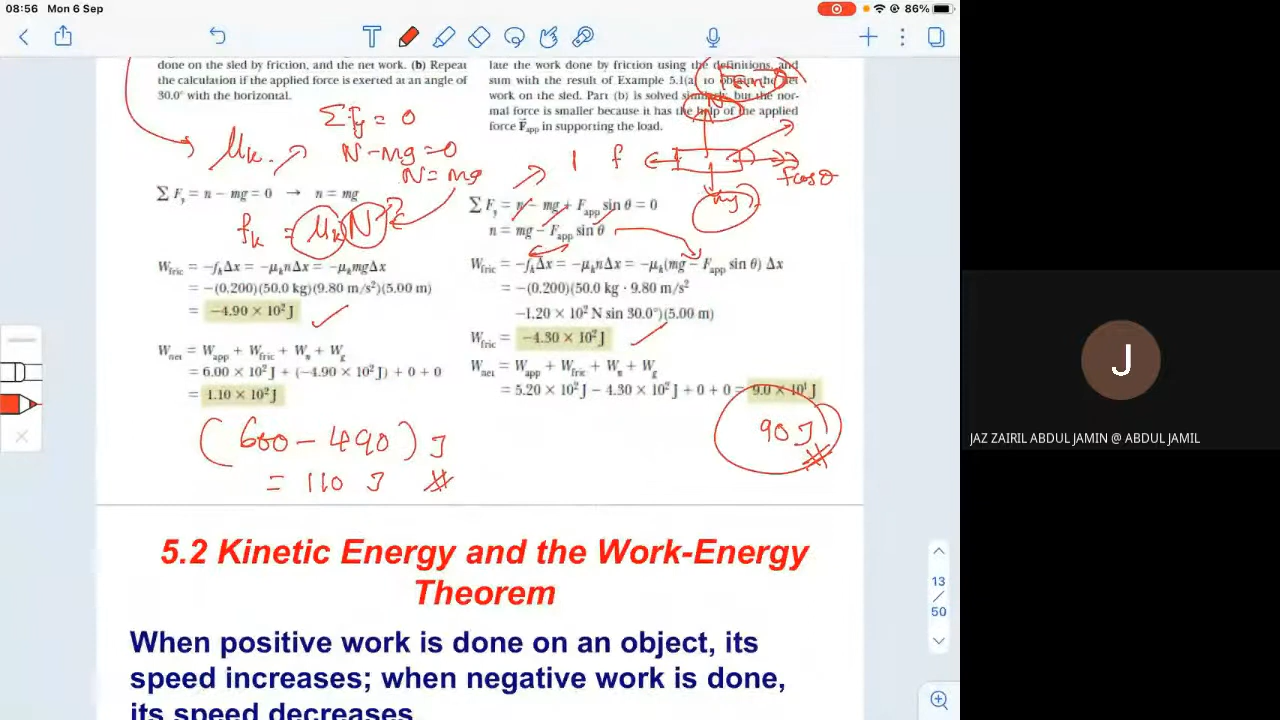 08:56 Mon 6 Sep
86%
done on the sled by friction, and the net work. (b) Repeat
the calculation if the applied force is exerted at an angle of
30.0° with the horizontal.
late the work done by friction using the definitions, and
sum with the result of Example 5.1(a) to obtain the net
work on the sled. Part (b) is solved similarly, but the nor-
mal force is smaller because it has the help of the applied
force F⃗app in supporting the load.
Σ Fy = 0
N - mg = 0
N = mg
μk
N
f
Fcosθ
mg
Σ Fy = n − mg = 0 → n = mg
fk = μk N
Wfric = −fkΔx = −μknΔx = −μkmgΔx
= −(0.200)(50.0 kg)(9.80 m/s²)(5.00 m)
= −4.90 × 10² J
Wnet = Wapp + Wfric + Wn + Wg
= 6.00 × 10² J + (−4.90 × 10² J) + 0 + 0
= 1.10 × 10² J
(600 - 490) J
= 110 J
Σ Fy = n − mg + Fapp sin θ = 0
n = mg − Fapp sin θ
Wfric = −fkΔx = −μknΔx = −μk(mg − Fapp sin θ) Δx
= −(0.200)(50.0 kg · 9.80 m/s²
−1.20 × 10² N sin 30.0°)(5.00 m)
Wfric = −4.30 × 10² J
Wnet = Wapp + Wfric + Wn + Wg
= 5.20 × 10² J − 4.30 × 10² J + 0 + 0 = 9.0 × 10¹ J
90 J
5.2 Kinetic Energy and the Work-Energy
Theorem
When positive work is done on an object, its
speed increases; when negative work is done,
its speed decreases
13
/
50
J
JAZ ZAIRIL ABDUL JAMIN @ ABDUL JAMIL